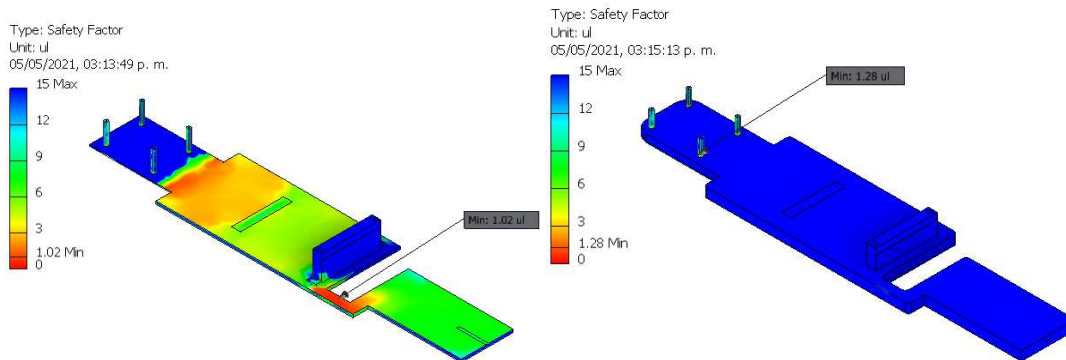 Type: Safety Factor
Unit: ul
05/05/2021, 03:13:49 p. m.
15 Max
12
9
6
3
1.02 Min
0
Min: 1.02 ul
Type: Safety Factor
Unit: ul
05/05/2021, 03:15:13 p. m.
15 Max
12
9
6
3
1.28 Min
0
Min: 1.28 ul